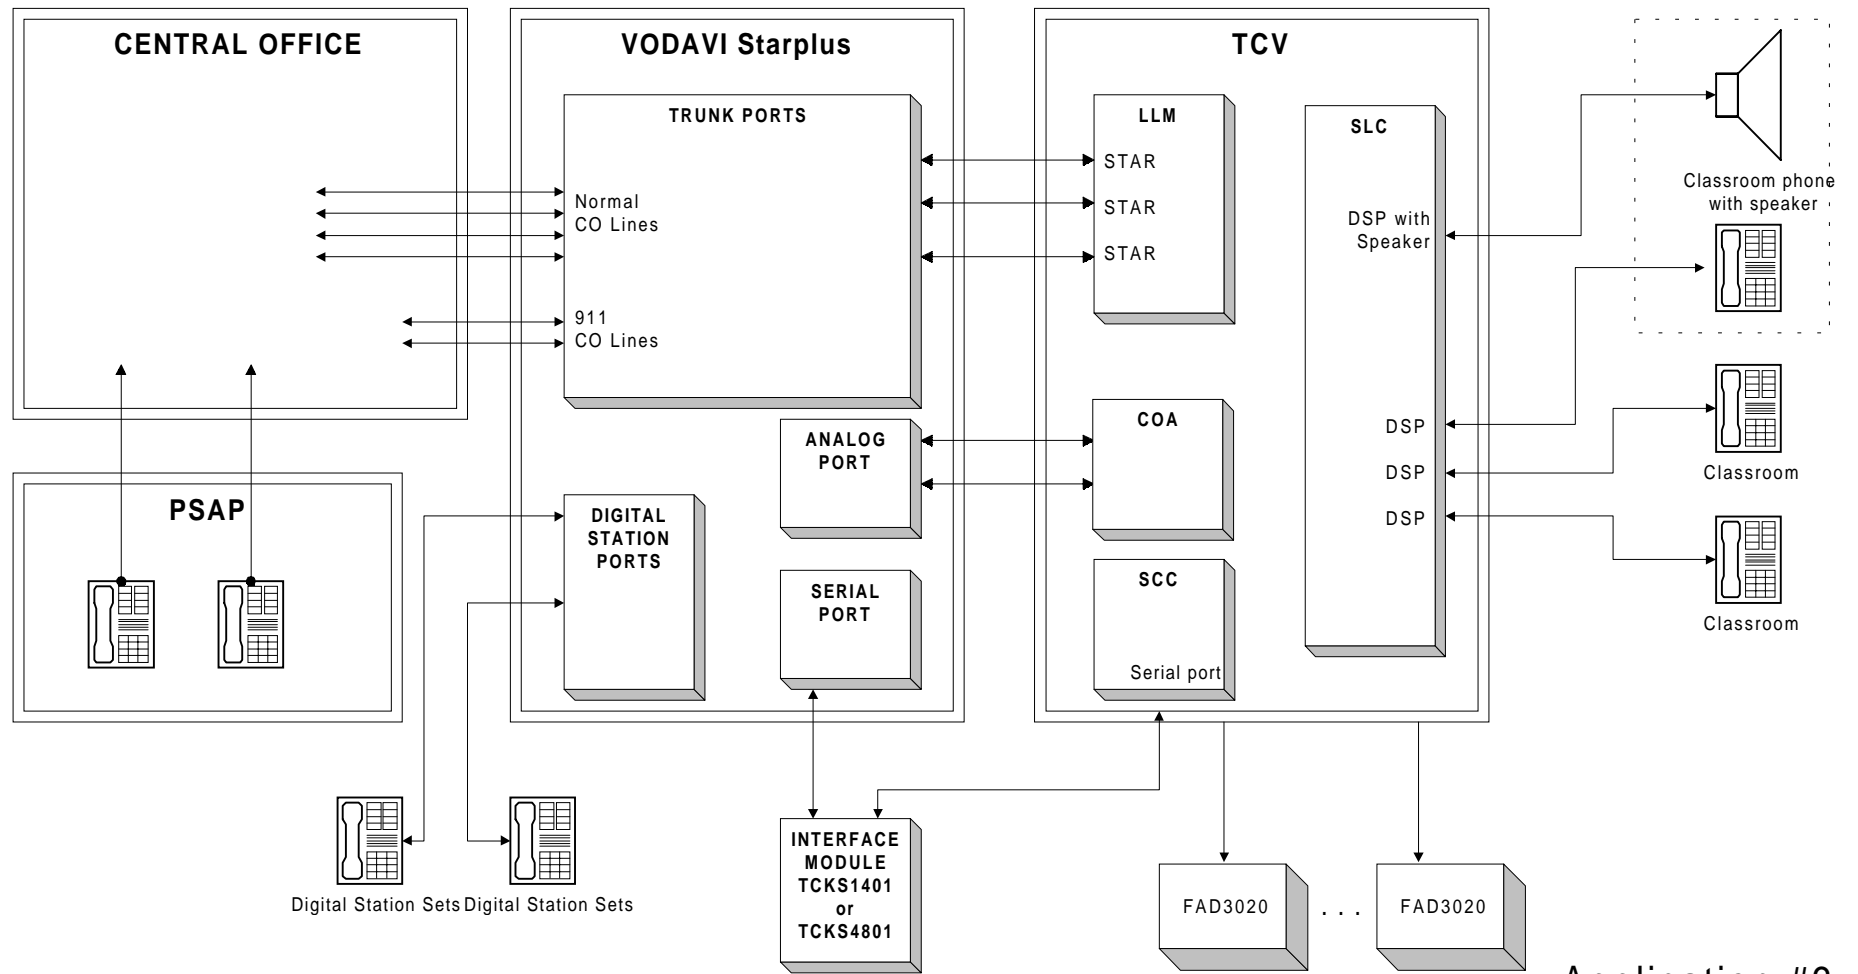 CENTRAL OFFICE
VODAVI Starplus
TCV
TRUNK PORTS
Normal
CO Lines
911
CO Lines
LLM
STAR
STAR
STAR
SLC
DSP with
Speaker
DSP
DSP
DSP
Classroom phone
with speaker
Classroom
Classroom
ANALOG
PORT
COA
PSAP
DIGITAL
STATION
PORTS
SERIAL
PORT
SCC
Serial port
Digital Station Sets
Digital Station Sets
INTERFACE
MODULE
TCKS1401
or
TCKS4801
FAD3020
. . .
FAD3020
Application